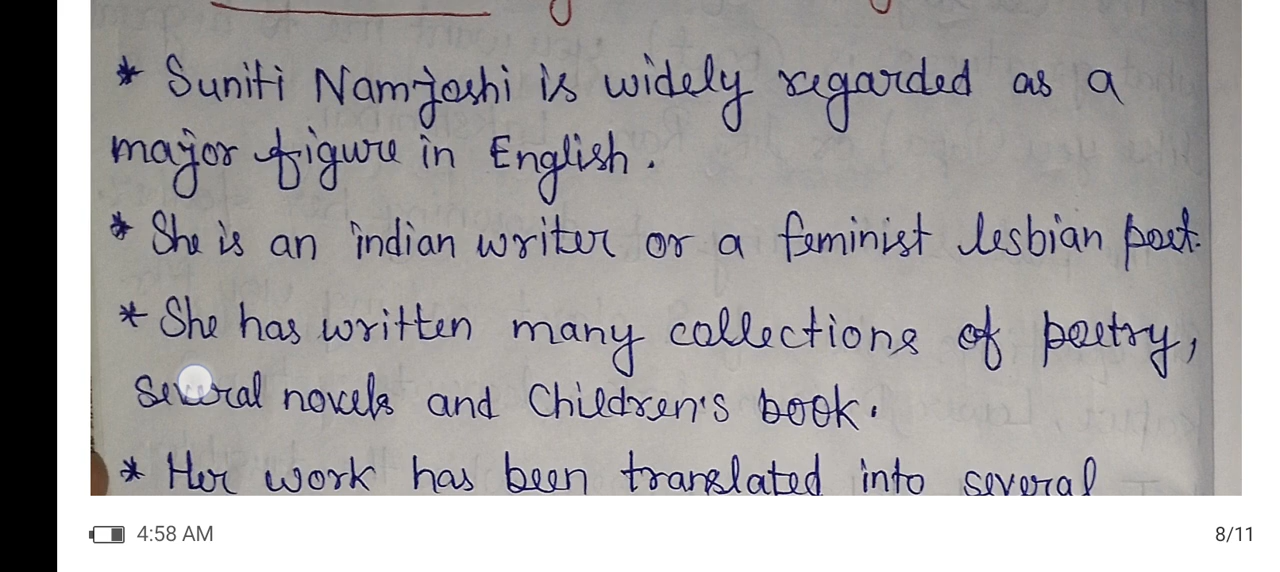 * Suniti Namjoshi is widely regarded as a
major figure in English.
* She is an indian writer or a feminist lesbian poet.
* She has written many collections of poetry,
Several novels and Children's book.
* Her work has been translated into several
4:58 AM
8/11